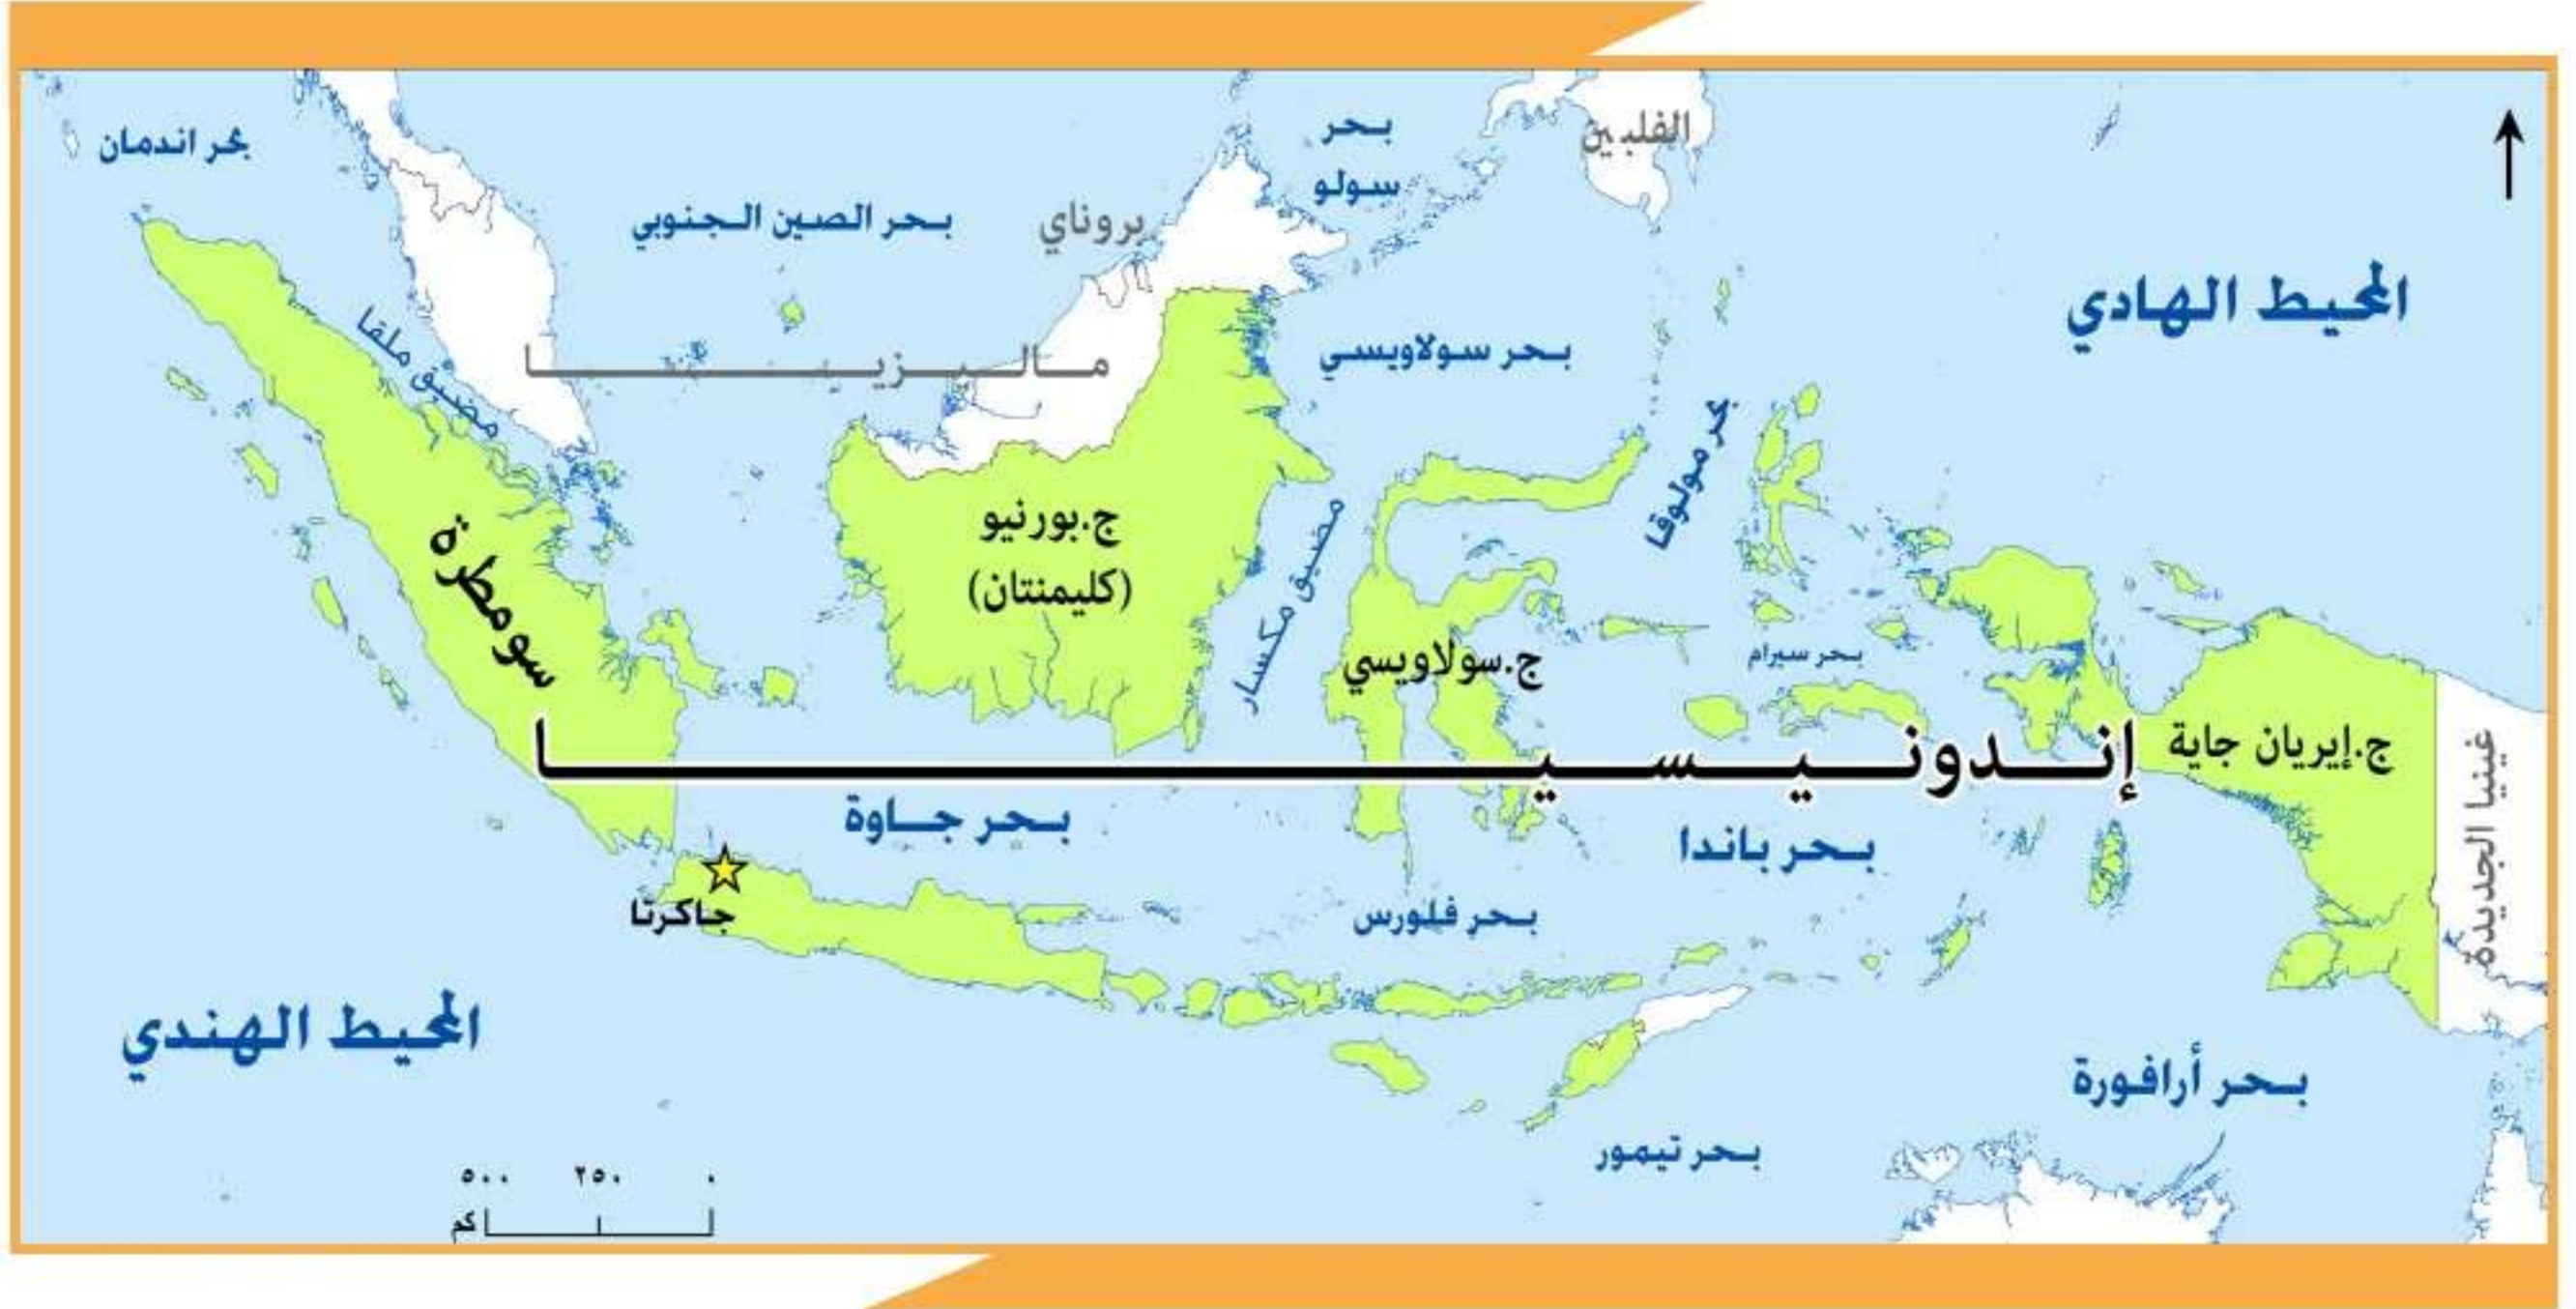 الفلبين
بحر
سولو
بحر اندمان
بحر الصين الجنوبي
بروناي
المحيط الهادي
مضيق ملقا
ماليزيا
بحر سولاويسي
بحر مولوقا
ج.بورنيو
(كليمنتان)
مضيق مكسار
سومطرة
ج.سولاويسي
بحر سيرام
ج.إيريان جاية
إندونيسيا
غينيا الجديدة
بحر جاوة
بحر باندا
جاكرتا
بحر فلورس
المحيط الهندي
بحر أرافورة
بحر تيمور
٥٠٠ ٢٥٠ ٠
كم